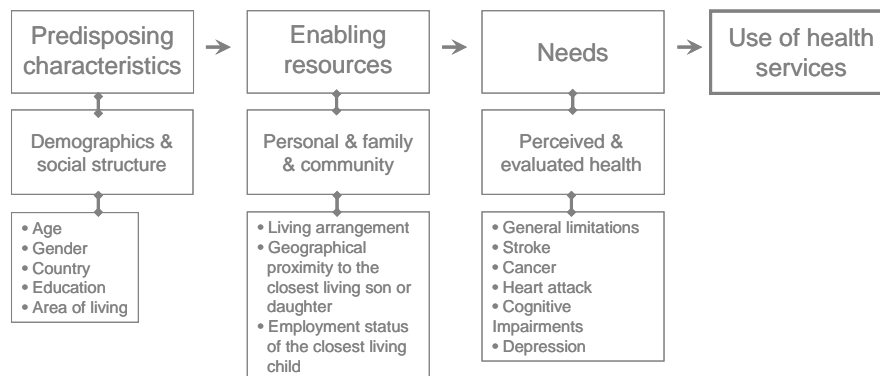 Predisposing
characteristics
Enabling
resources
Needs
Use of health
services
Demographics &
social structure
Personal & family
& community
Perceived &
evaluated health
• Age
• Gender
• Country
• Education
• Area of living
• Living arrangement
• Geographical
proximity to the
closest living son or
daughter
• Employment status
of the closest living
child
• General limitations
• Stroke
• Cancer
• Heart attack
• Cognitive
Impairments
• Depression